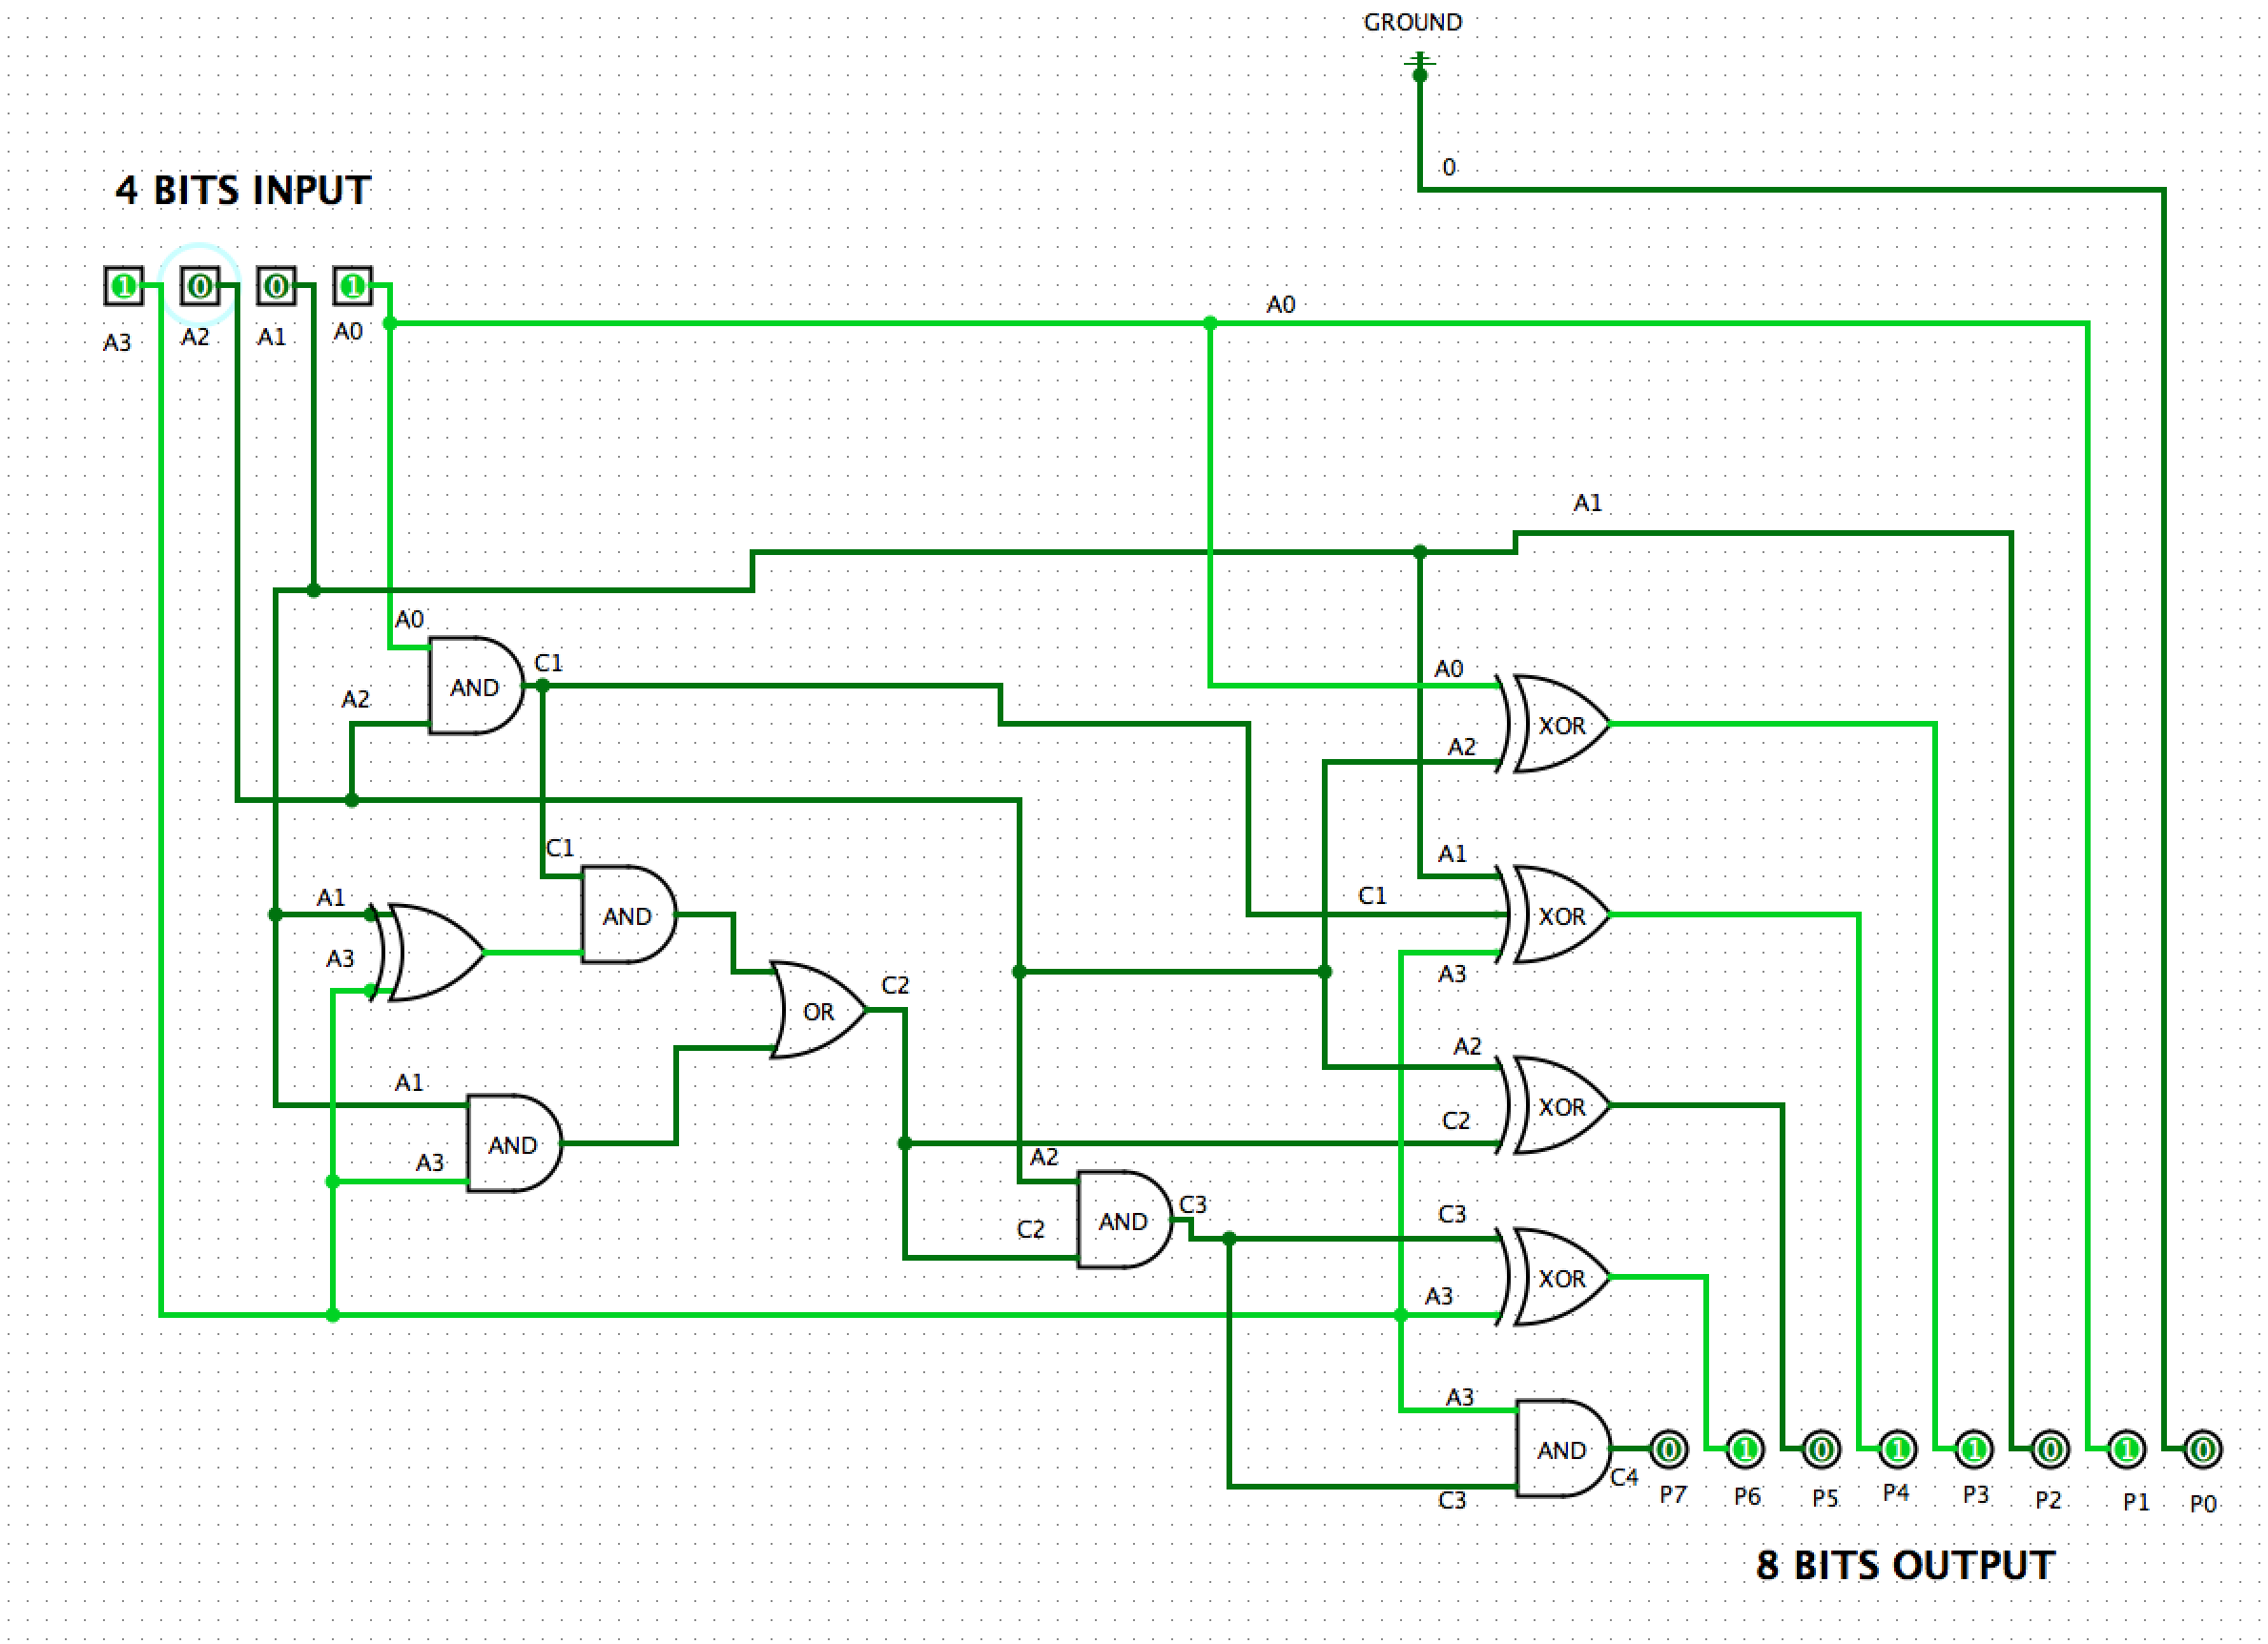 GROUND
0
4 BITS INPUT
1 0 0 1
A3 A2 A1 A0
A0
A1
A0
AND
C1
A2
A0
XOR
A2
C1
AND
A1
A3
A1
C1
XOR
A3
OR
C2
A1
AND
A3
A2
XOR
C2
A2
AND
C3
C2
C3
XOR
A3
A3
AND
C4
C3
0 1 0 1 1 0 1 0
P7 P6 P5 P4 P3 P2 P1 P0
8 BITS OUTPUT